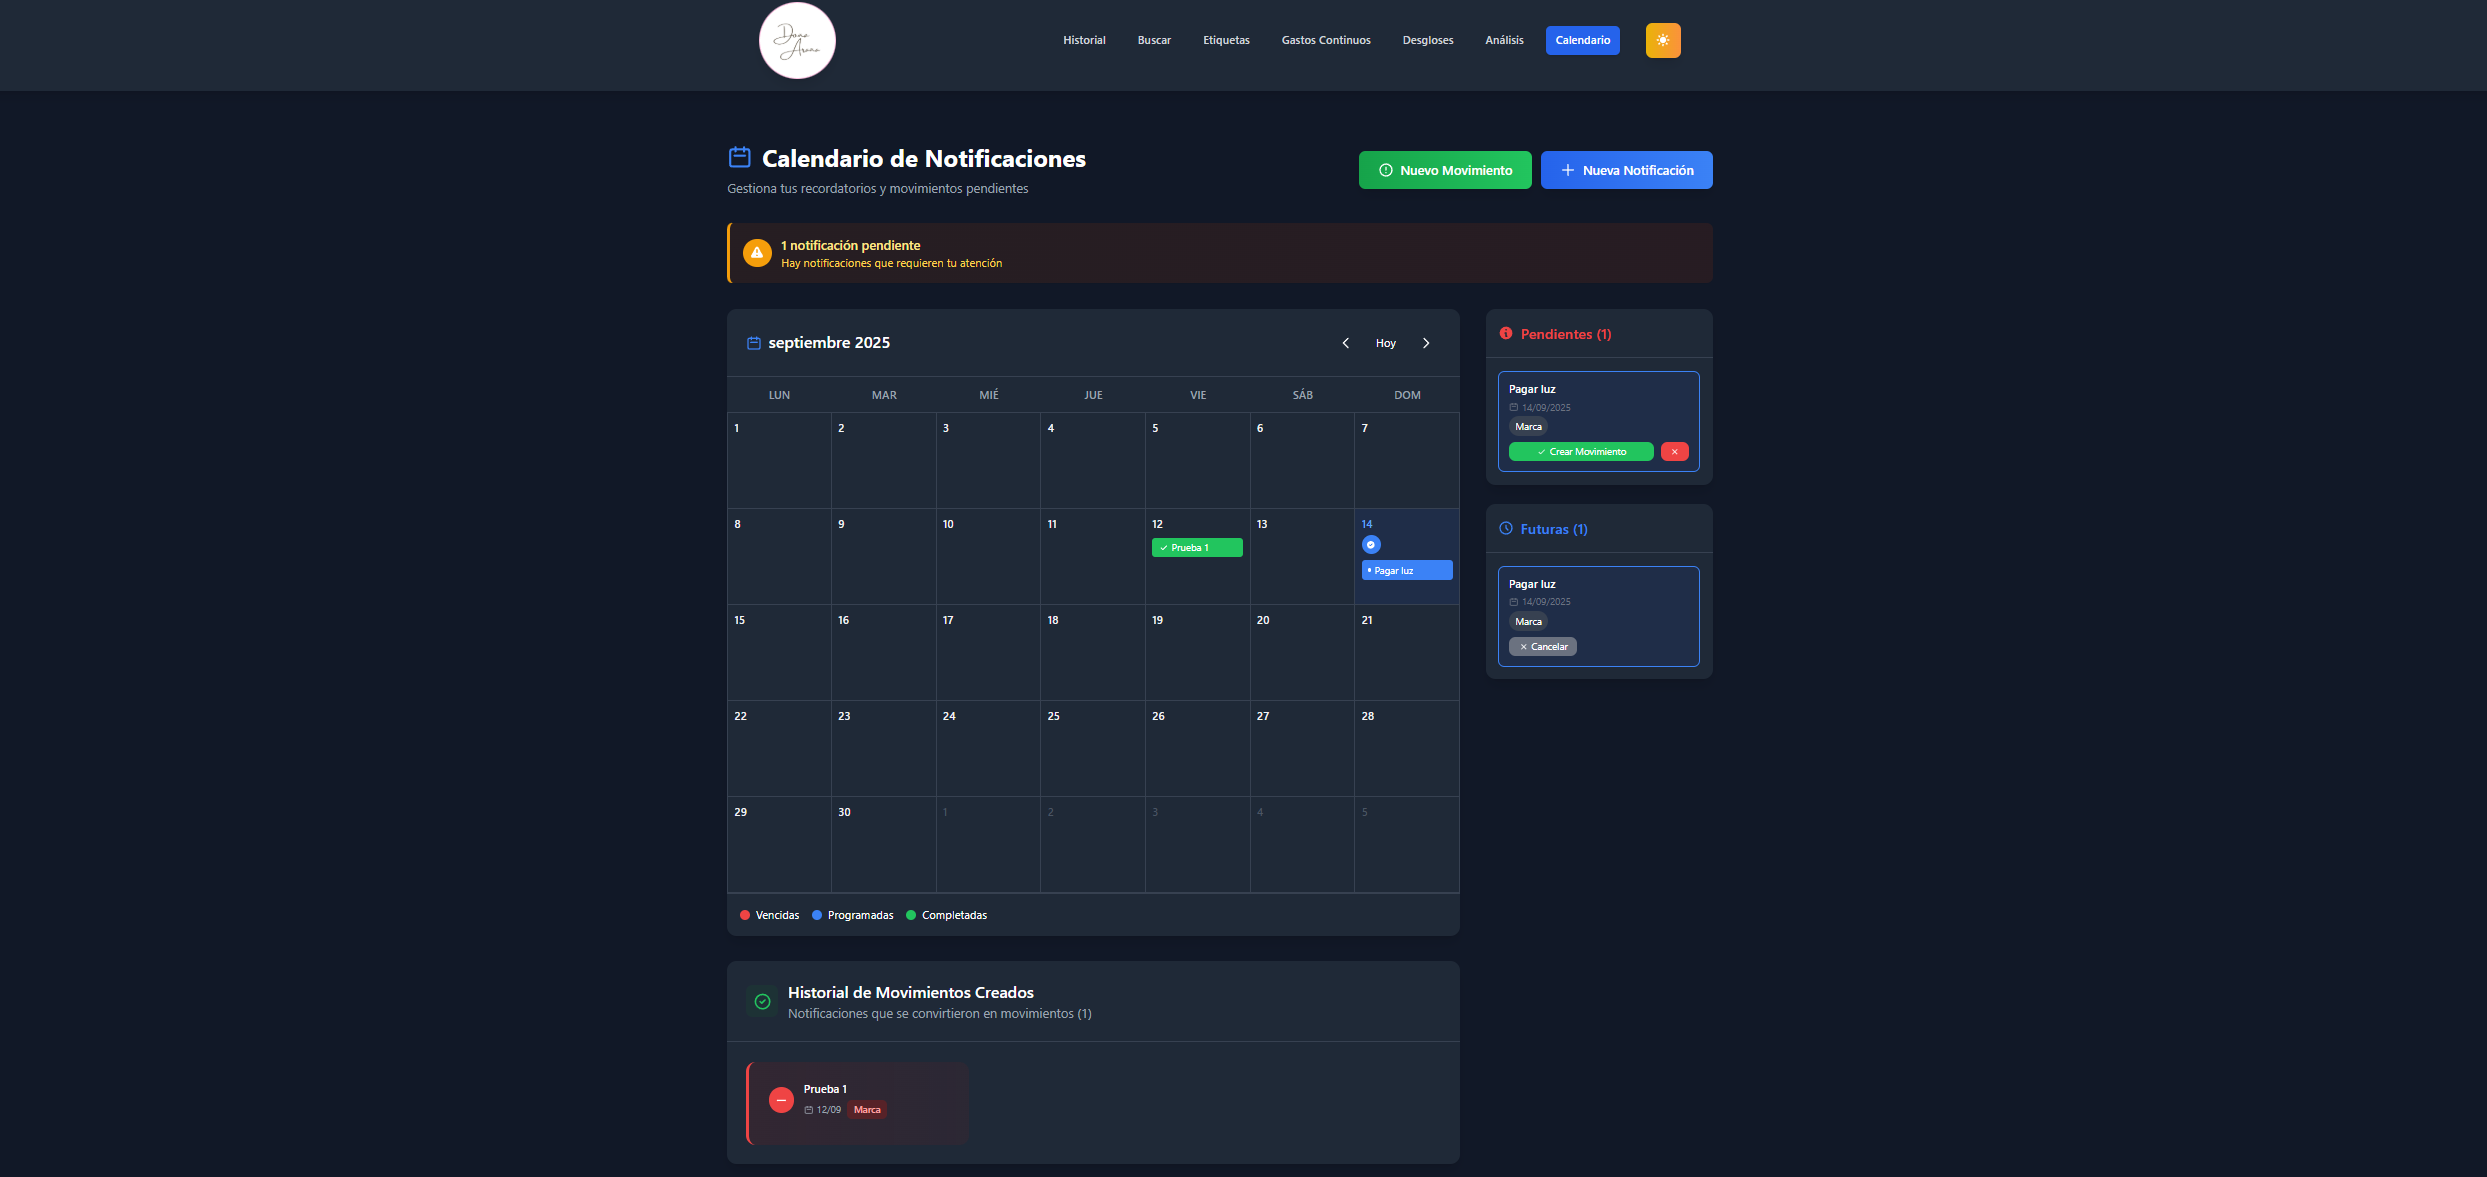 Doña Arana
Historial Buscar Etiquetas Gastos Continuos Desgloses Análisis Calendario
Calendario de Notificaciones
Gestiona tus recordatorios y movimientos pendientes
Nuevo Movimiento
Nueva Notificación
1 notificación pendiente
Hay notificaciones que requieren tu atención
septiembre 2025
Hoy
LUN MAR MIÉ JUE VIE SÁB DOM
1 2 3 4 5 6 7
8 9 10 11 12 13 14
Prueba 1
Pagar luz
15 16 17 18 19 20 21
22 23 24 25 26 27 28
29 30 1 2 3 4 5
Vencidas Programadas Completadas
Pendientes (1)
Pagar luz
14/09/2025
Marca
Crear Movimiento
Futuras (1)
Pagar luz
14/09/2025
Marca
Cancelar
Historial de Movimientos Creados
Notificaciones que se convirtieron en movimientos (1)
Prueba 1
12/09 Marca